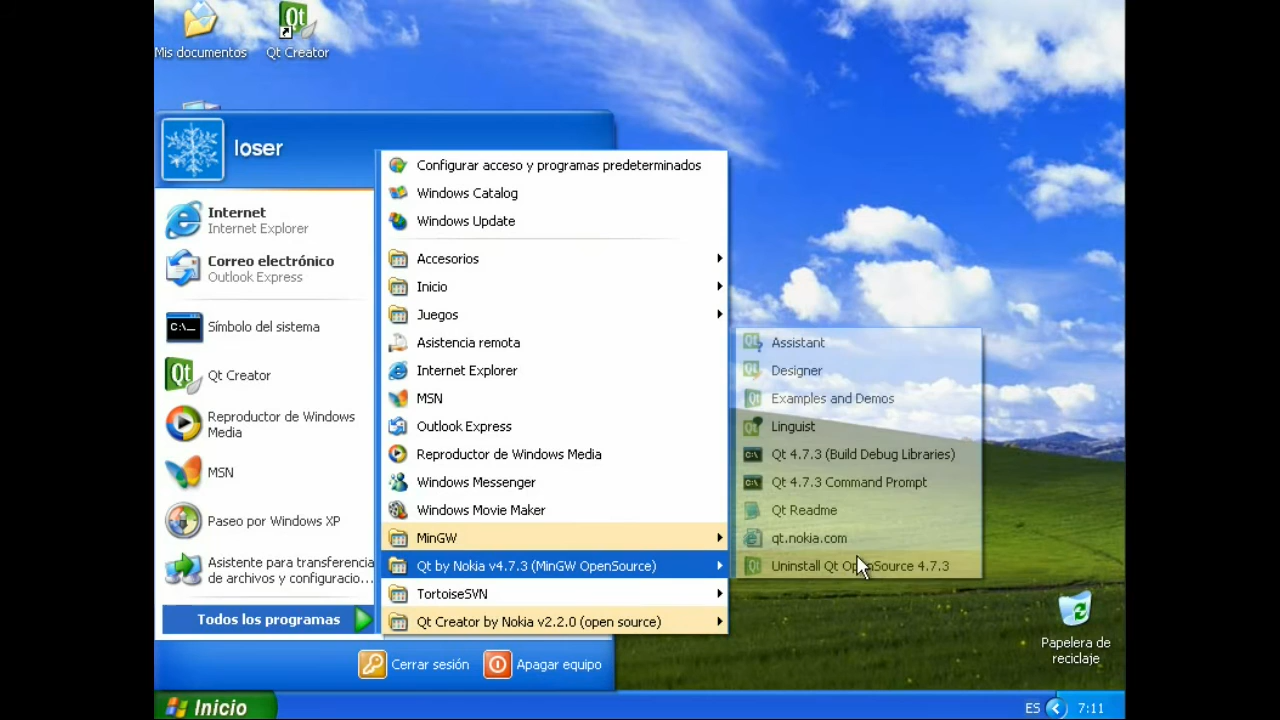 Mis documentos
Qt Creator
loser
Internet
Internet Explorer
Correo electrónico
Outlook Express
Símbolo del sistema
Qt Creator
Reproductor de Windows
Media
MSN
Paseo por Windows XP
Asistente para transferencia
de archivos y configuracio...
Todos los programas
Configurar acceso y programas predeterminados
Windows Catalog
Windows Update
Accesorios
Inicio
Juegos
Asistencia remota
Internet Explorer
MSN
Outlook Express
Reproductor de Windows Media
Windows Messenger
Windows Movie Maker
MinGW
Qt by Nokia v4.7.3 (MinGW OpenSource)
TortoiseSVN
Qt Creator by Nokia v2.2.0 (open source)
Assistant
Designer
Examples and Demos
Linguist
Qt 4.7.3 (Build Debug Libraries)
Qt 4.7.3 Command Prompt
Qt Readme
qt.nokia.com
Uninstall Qt OpenSource 4.7.3
Papelera de
reciclaje
Cerrar sesión
Apagar equipo
Inicio
ES
7:11